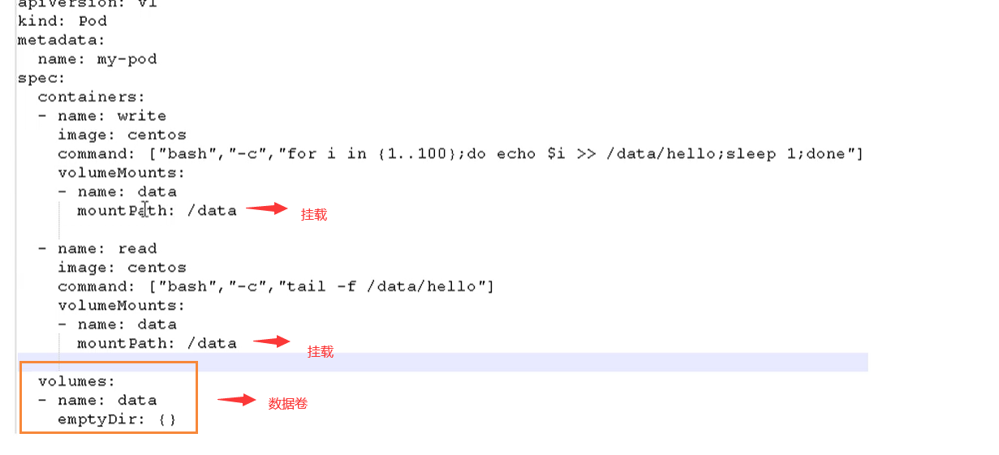 apiVersion: v1
kind: Pod
metadata:
  name: my-pod
spec:
  containers:
  - name: write
    image: centos
    command: ["bash","-c","for i in {1..100};do echo $i >> /data/hello;sleep 1;done"]
    volumeMounts:
    - name: data
      mountPath: /data 挂载
  - name: read
    image: centos
    command: ["bash","-c","tail -f /data/hello"]
    volumeMounts:
    - name: data
      mountPath: /data 挂载
  volumes:
  - name: data 数据卷
    emptyDir: {}